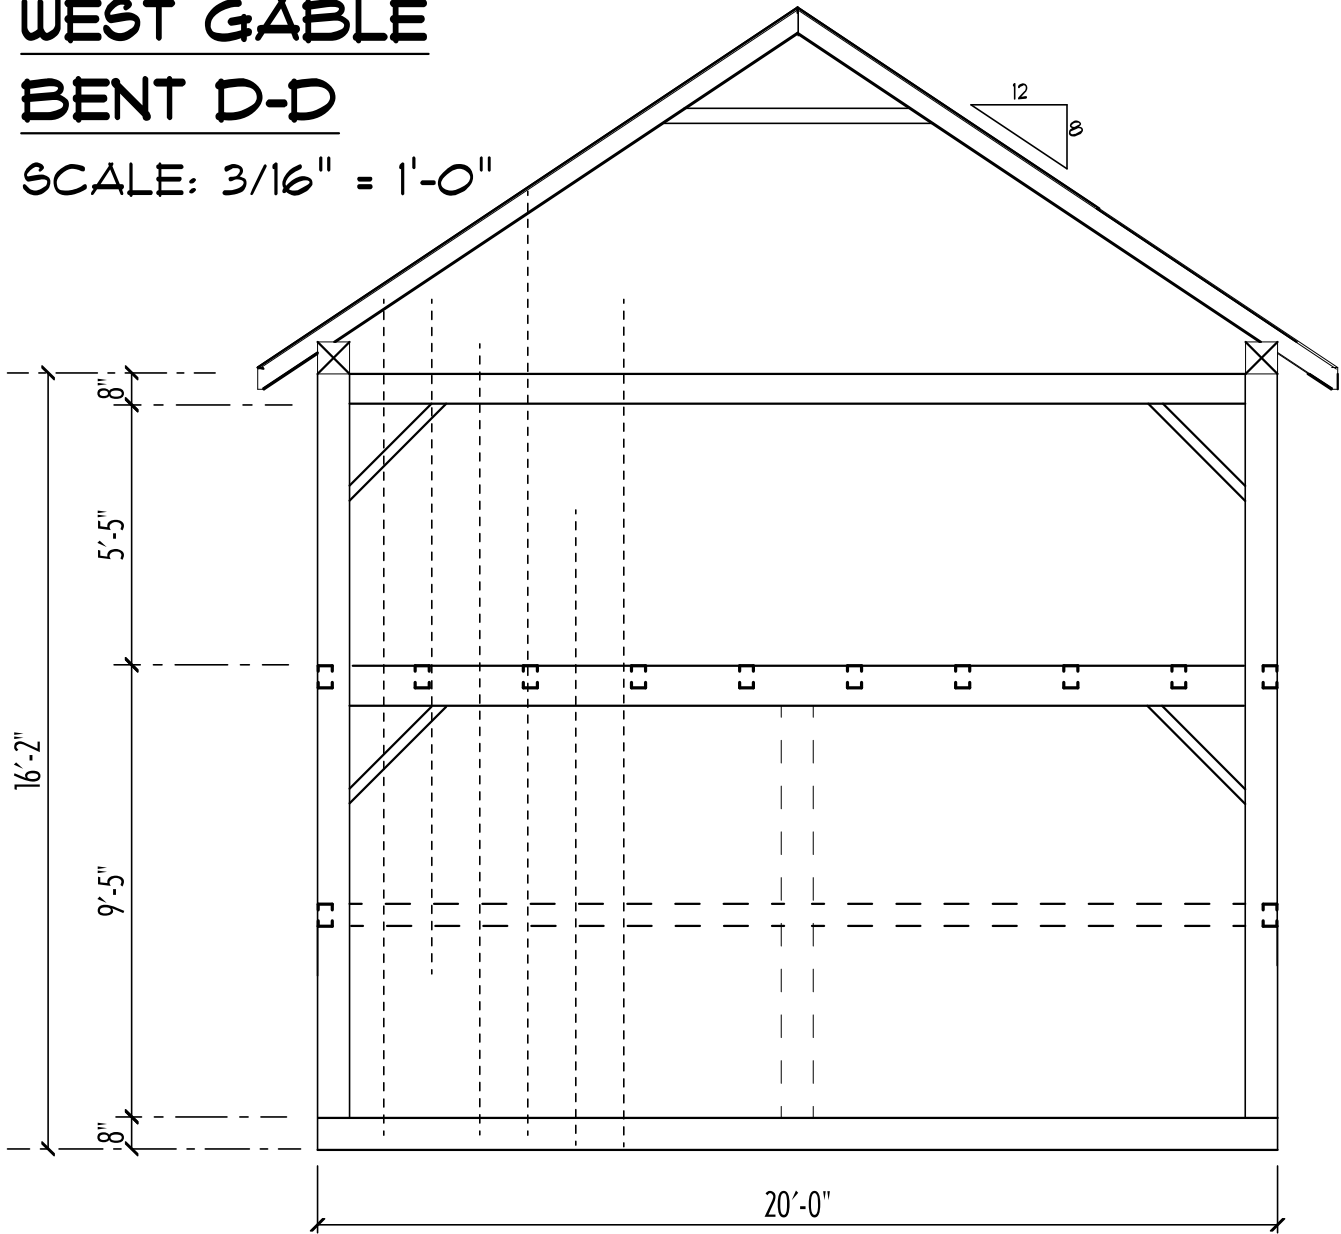 WEST GABLE
BENT D-D
SCALE: 3/16" = 1'-0"
12
8
8"
5'-5"
16'-2"
9'-5"
8"
20'-0"